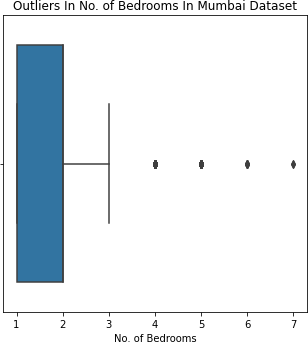 Outliers In No. of Bedrooms In Mumbai Dataset
1 2 3 4 5 6 7
No. of Bedrooms